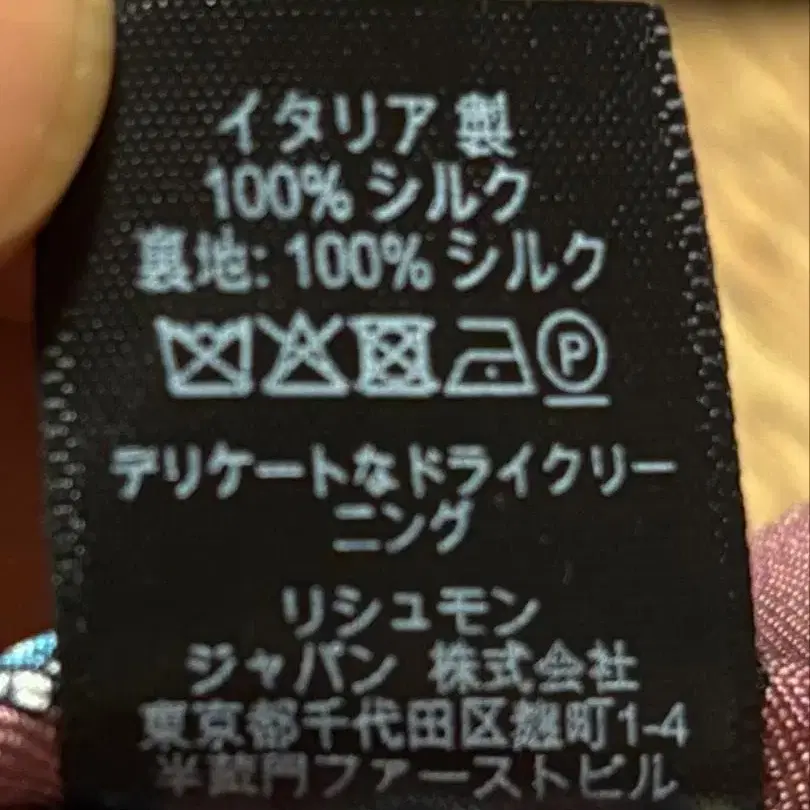 イタリア 製
100% シルク
裏地: 100% シルク
P
デリケートなドライクリー
ニング
リシュモン
ジャパン 株式会社
東京都千代田区麹町1-4
半蔵門ファーストビル